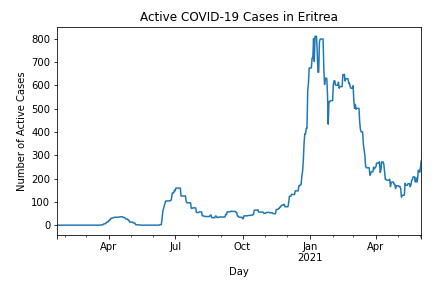 Active COVID-19 Cases in Eritrea
Number of Active Cases
800
700
600
500
400
300
200
100
0
Apr
Jul
Oct
Jan
2021
Apr
Day